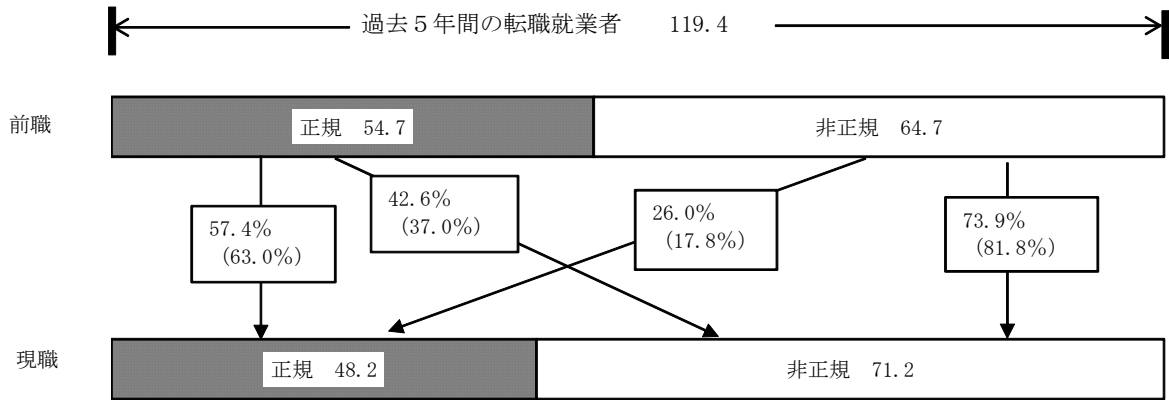 過去５年間の転職就業者　119.4
前職
正規　54.7
非正規　64.7
57.4%
(63.0%)
42.6%
(37.0%)
26.0%
(17.8%)
73.9%
(81.8%)
現職
正規　48.2
非正規　71.2